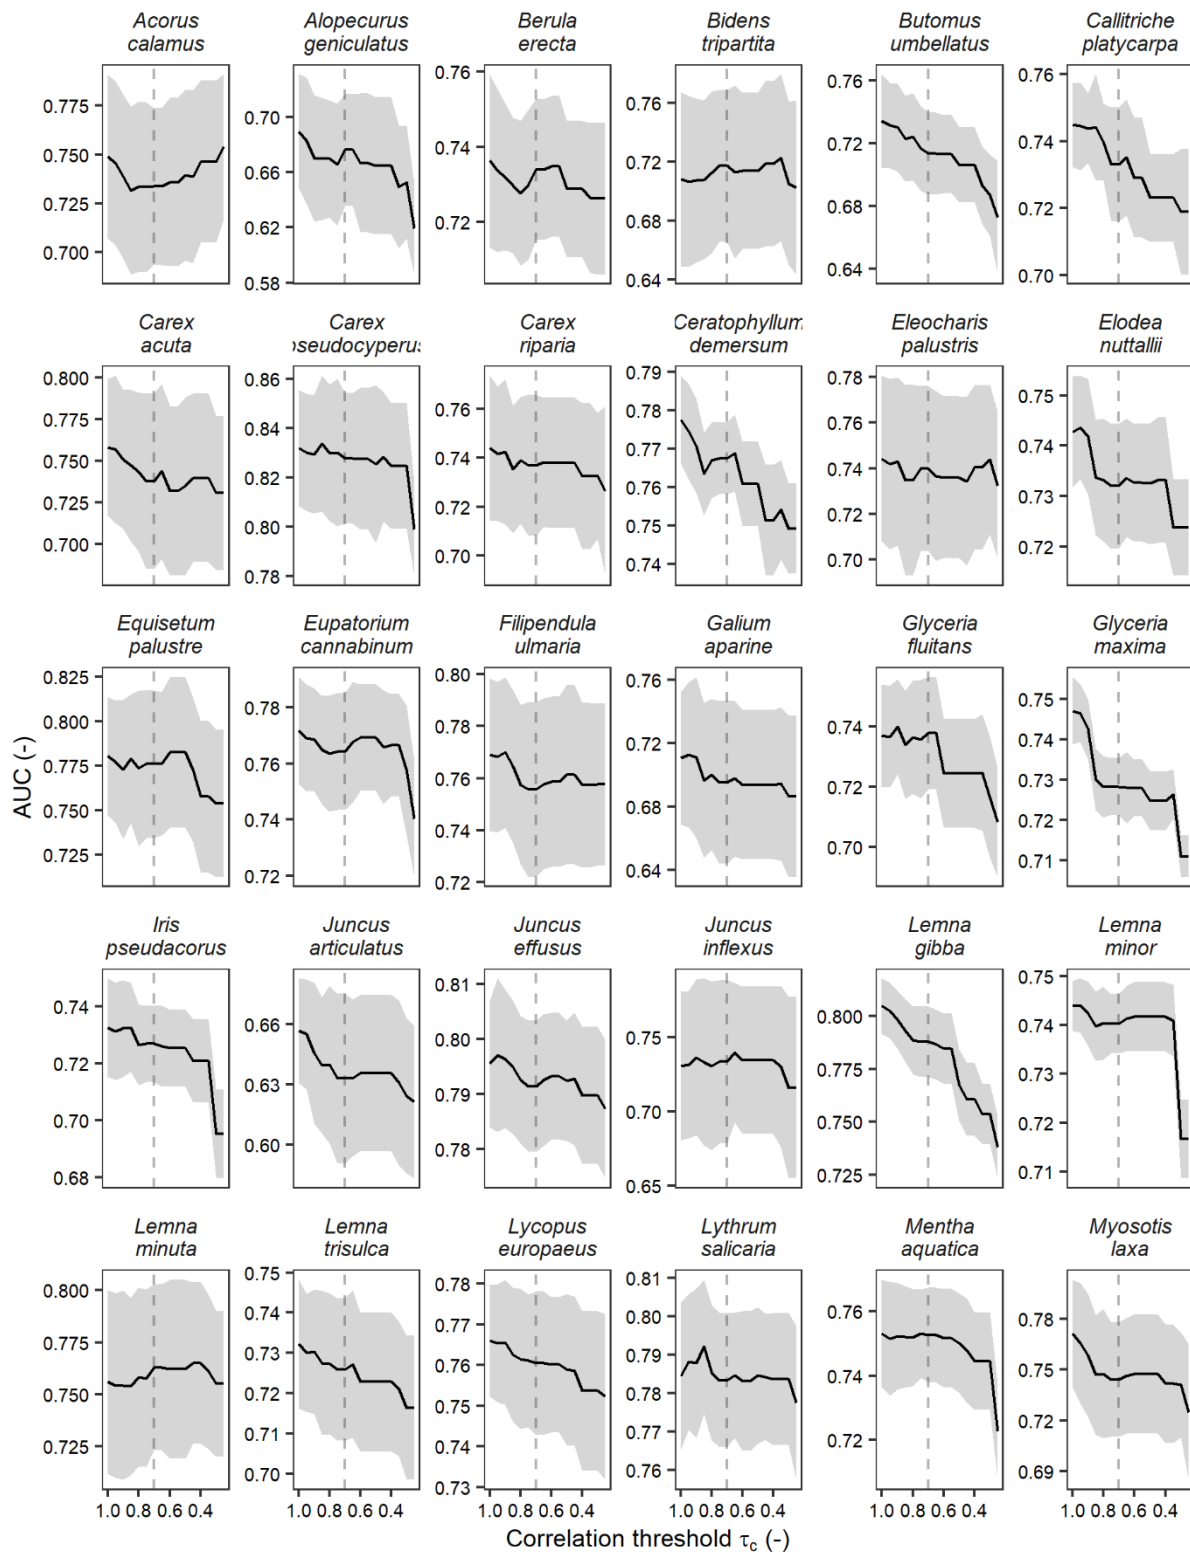 Acorus
calamus
Alopecurus
geniculatus
Berula
erecta
Bidens
tripartita
Butomus
umbellatus
Callitriche
platycarpa
0.775
0.750
0.725
0.700
0.70
0.66
0.62
0.58
0.76
0.74
0.72
0.76
0.72
0.68
0.64
0.76
0.72
0.68
0.64
0.76
0.74
0.72
0.70
Carex
acuta
Carex
pseudocyperus
Carex
riparia
Ceratophyllum
demersum
Eleocharis
palustris
Elodea
nuttallii
0.800
0.775
0.750
0.725
0.700
0.86
0.84
0.82
0.80
0.78
0.76
0.74
0.72
0.70
0.79
0.78
0.77
0.76
0.75
0.74
0.78
0.76
0.74
0.72
0.70
0.75
0.74
0.73
0.72
Equisetum
palustre
Eupatorium
cannabinum
Filipendula
ulmaria
Galium
aparine
Glyceria
fluitans
Glyceria
maxima
AUC (-)
0.825
0.800
0.775
0.750
0.725
0.78
0.76
0.74
0.72
0.80
0.78
0.76
0.74
0.72
0.76
0.72
0.68
0.64
0.74
0.72
0.70
0.75
0.74
0.73
0.72
0.71
Iris
pseudacorus
Juncus
articulatus
Juncus
effusus
Juncus
inflexus
Lemna
gibba
Lemna
minor
0.74
0.72
0.70
0.68
0.66
0.63
0.60
0.81
0.80
0.79
0.78
0.75
0.70
0.65
0.800
0.775
0.750
0.725
0.75
0.74
0.73
0.72
0.71
Lemna
minuta
Lemna
trisulca
Lycopus
europaeus
Lythrum
salicaria
Mentha
aquatica
Myosotis
laxa
0.800
0.775
0.750
0.725
0.75
0.74
0.73
0.72
0.71
0.70
0.78
0.77
0.76
0.75
0.74
0.73
0.81
0.80
0.79
0.78
0.77
0.76
0.76
0.74
0.72
0.78
0.75
0.72
0.69
1.0 0.8 0.6 0.4
1.0 0.8 0.6 0.4
1.0 0.8 0.6 0.4
1.0 0.8 0.6 0.4
1.0 0.8 0.6 0.4
1.0 0.8 0.6 0.4
Correlation threshold τc (-)